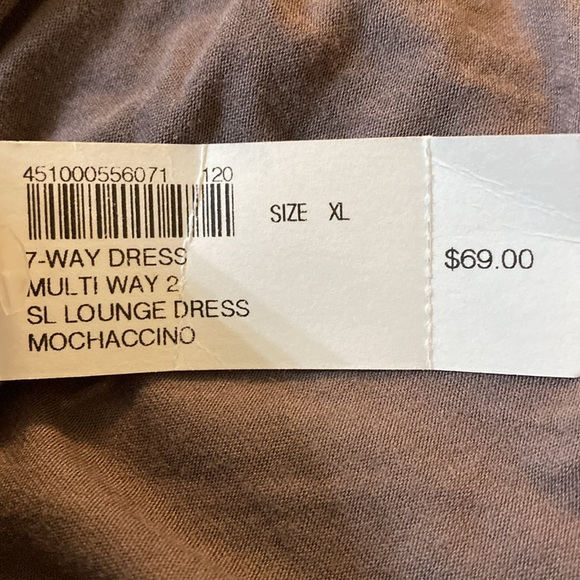 451000556071 120
SIZE XL
7-WAY DRESS
$69.00
MULTI WAY 2
SL LOUNGE DRESS
MOCHACCINO